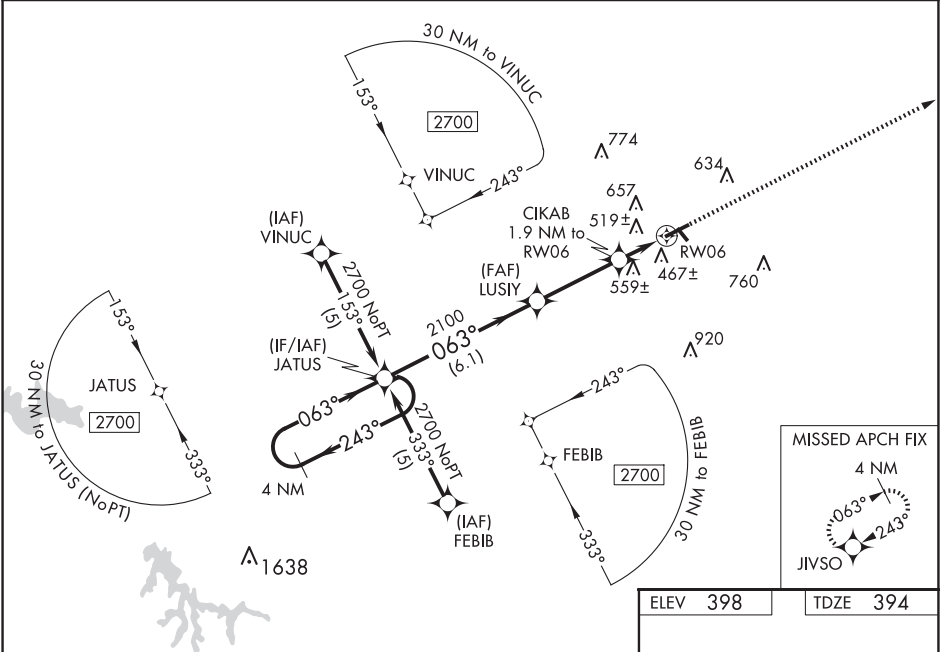 30 NM to VINUC
153°
2700
VINUC
243°
774
634
657
519±
CIKAB
1.9 NM to
RW06
RW06
559±
467±
760
(FAF)
LUSIY
(IAF)
VINUC
2700 NoPT
153°
(5)
2100
063°
(6.1)
(IF/IAF)
JATUS
920
153°
JATUS
2700
333°
30 NM to JATUS (NoPT)
063°
243°
4 NM
2700 NoPT
333°
(5)
(IAF)
FEBIB
243°
FEBIB
2700
333°
30 NM to FEBIB
1638
MISSED APCH FIX
4 NM
063°
243°
JIVSO
ELEV 398
TDZE 394